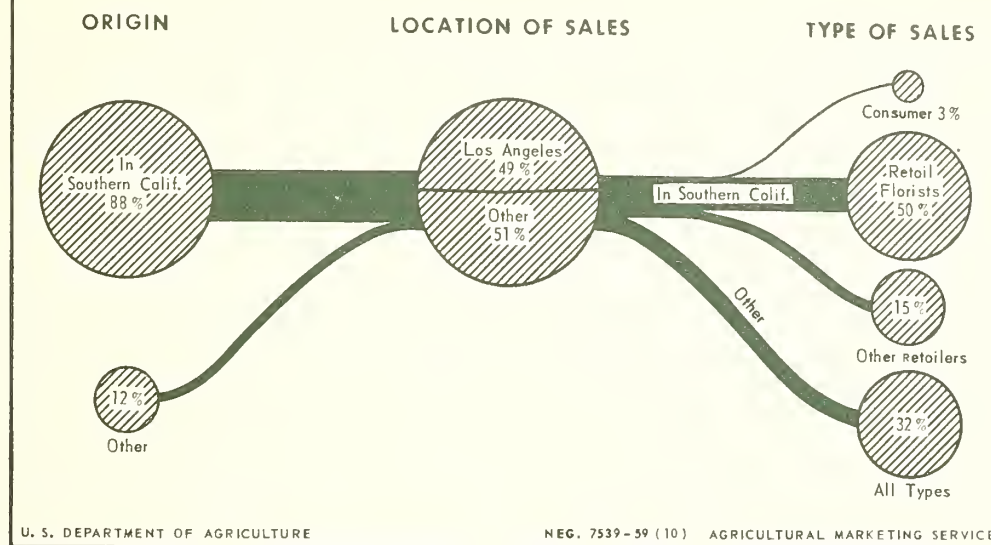 ORIGIN
LOCATION OF SALES
TYPE OF SALES
In
Southern Calif.
88%
Los Angeles
49%
Other
51%
In Southern Calif.
Consumer 3%
Retail
Florists
50%
15%
Other Retailers
Other
12%
Other
32%
All Types
U. S. DEPARTMENT OF AGRICULTURE
NEG. 7539-59 (10) AGRICULTURAL MARKETING SERVICE